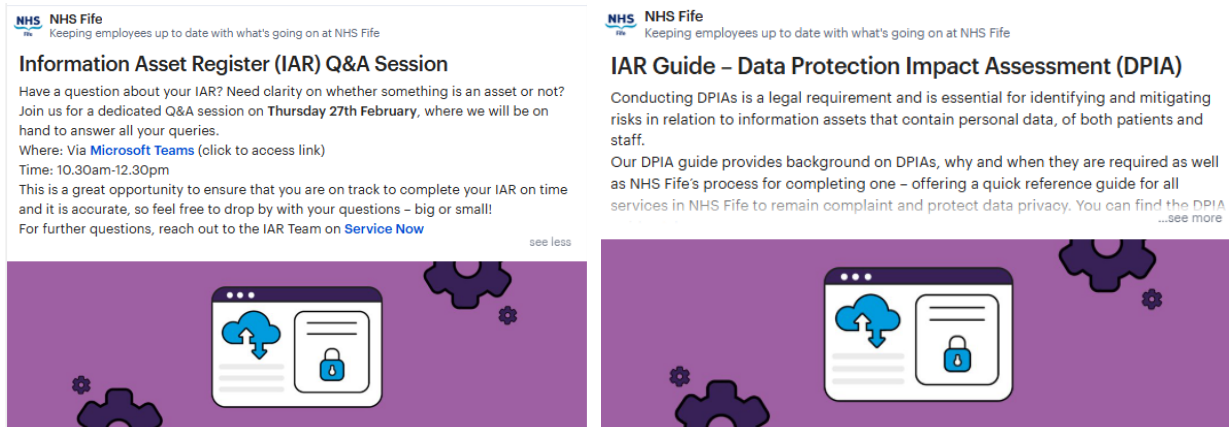 NHS
Fife
NHS Fife
Keeping employees up to date with what's going on at NHS Fife
Information Asset Register (IAR) Q&A Session
Have a question about your IAR? Need clarity on whether something is an asset or not?
Join us for a dedicated Q&A session on Thursday 27th February, where we will be on
hand to answer all your queries.
Where: Via Microsoft Teams (click to access link)
Time: 10.30am-12.30pm
This is a great opportunity to ensure that you are on track to complete your IAR on time
and it is accurate, so feel free to drop by with your questions – big or small!
For further questions, reach out to the IAR Team on Service Now
see less
NHS
Fife
NHS Fife
Keeping employees up to date with what's going on at NHS Fife
IAR Guide – Data Protection Impact Assessment (DPIA)
Conducting DPIAs is a legal requirement and is essential for identifying and mitigating
risks in relation to information assets that contain personal data, of both patients and
staff.
Our DPIA guide provides background on DPIAs, why and when they are required as well
as NHS Fife's process for completing one – offering a quick reference guide for all
services in NHS Fife to remain complaint and protect data privacy. You can find the DPIA
...see more